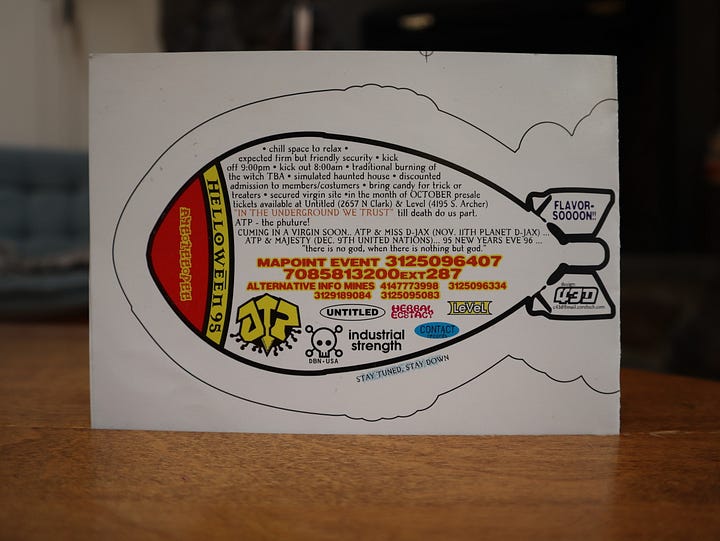 • chill space to relax •
expected firm but friendly security • kick
off 9:00pm • kick out 8:00am • traditional burning of
the witch TBA • simulated haunted house • discounted
admission to members/costumers • bring candy for trick or
treaters • secured virgin site • in the month of OCTOBER presale
tickets available at Untitled (2657 N Clark) & Level (4195 S. Archer)
"IN THE UNDERGROUND WE TRUST" till death do us part.
ATP - the phuture!
CUMING IN A VIRGIN SOON.. ATP & MISS D-JAX (NOV. 11TH PLANET D-JAX) ...
ATP & MAJESTY (DEC. 9TH UNITED NATIONS)... 95 NEW YEARS EVE 96 ...
"there is no god, when there is nothing but god."
MAPOINT EVENT 3125096407
7085813200EXT287
ALTERNATIVE INFO MINES 4147773998 3125096334
3129189084 3125095083
HELLOWEEN 95
ATP
UNTITLED
HERBAL
ECSTACY
LEVEL
DBN•USA
industrial
strength
CONTACT
STAY TUNED, STAY DOWN
FLAVOR-
SOOOON!!
design
430